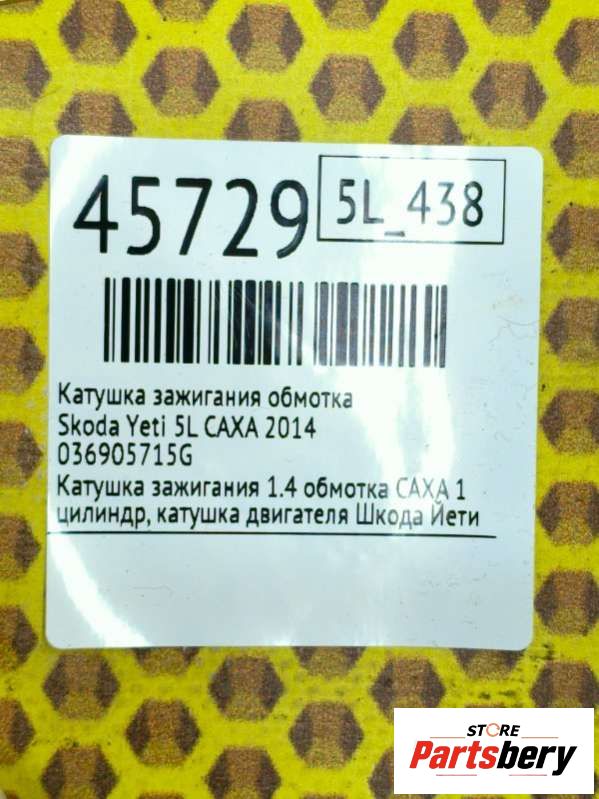 45729
5L_438
Катушка зажигания обмотка
Skoda Yeti 5L CAXA 2014
036905715G
Катушка зажигания 1.4 обмотка CAXA 1
цилиндр, катушка двигателя Шкода Йети
STORE
Partsbery